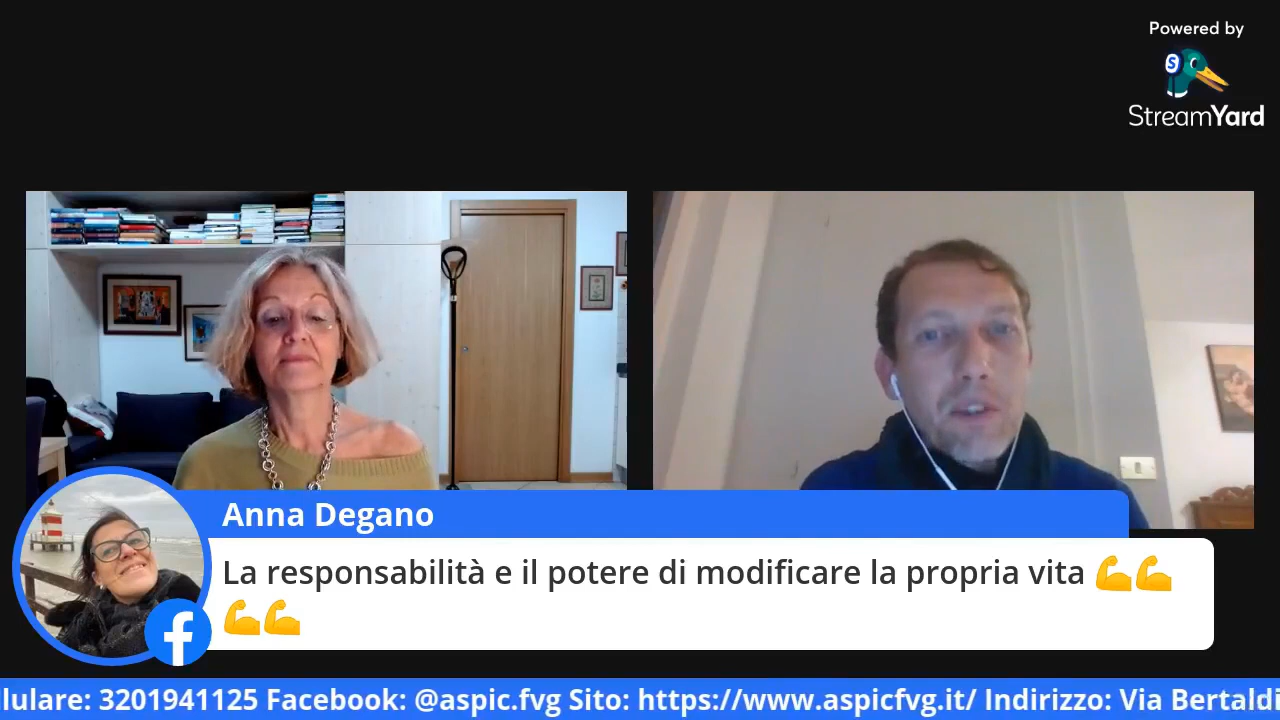 Powered by
S
StreamYard
Anna Degano
La responsabilità e il potere di modificare la propria vita 💪💪
💪💪
llulare: 3201941125 Facebook: @aspic.fvg Sito: https://www.aspicfvg.it/ Indirizzo: Via Bertaldi